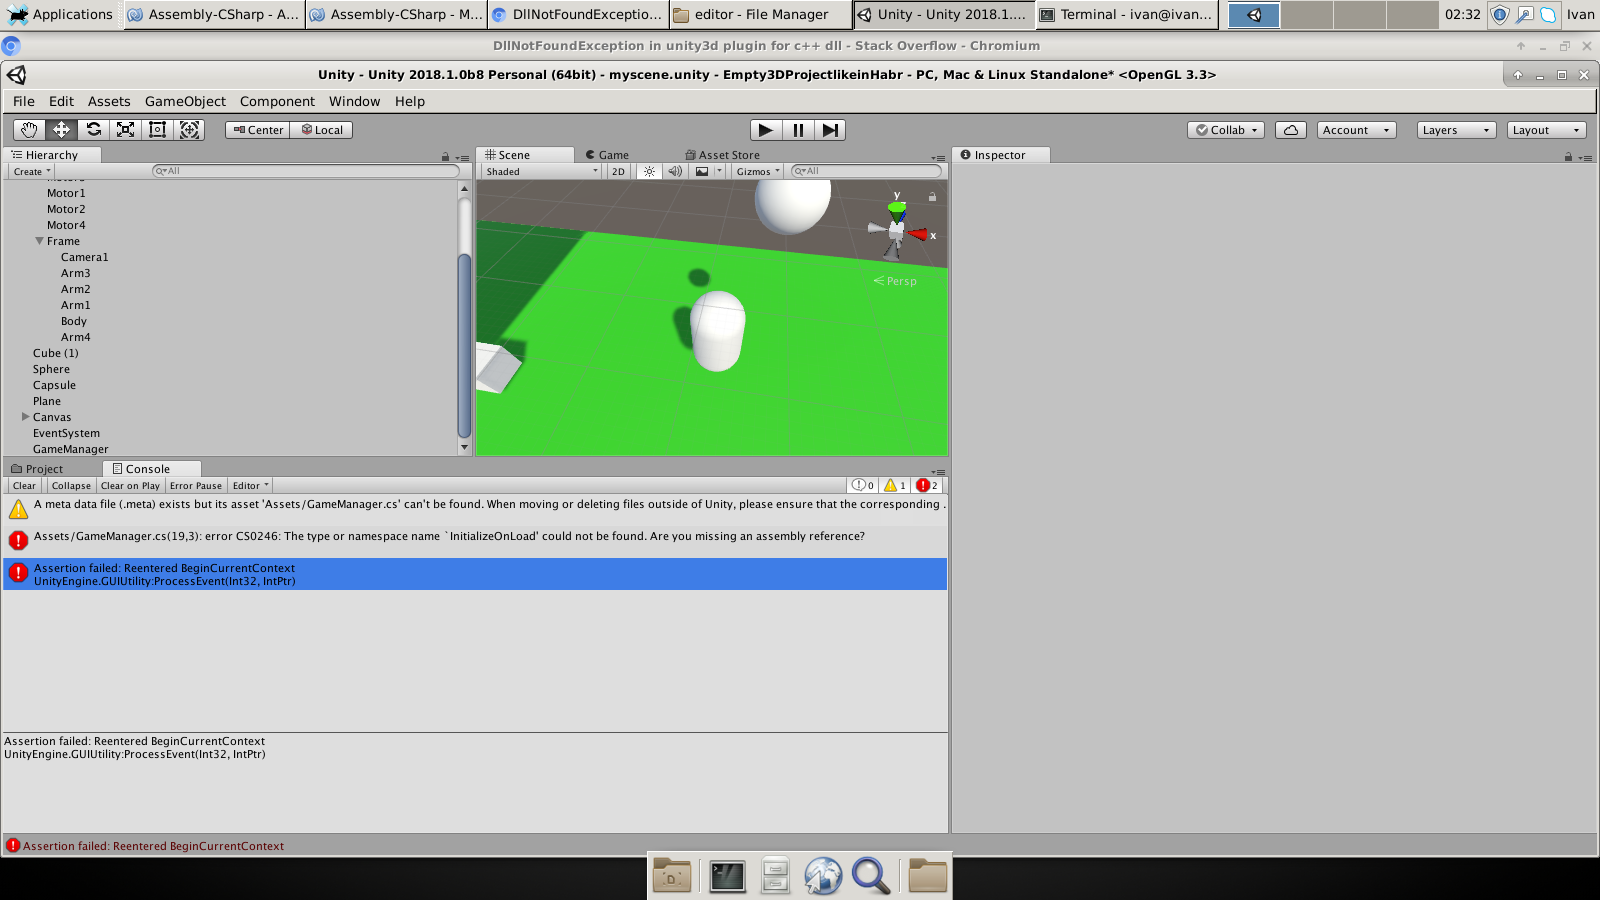 Applications
Assembly-CSharp - A...
Assembly-CSharp - M...
DllNotFoundExceptio...
editor - File Manager
Unity - Unity 2018.1....
Terminal - ivan@ivan...
02:32
Ivan
DllNotFoundException in unity3d plugin for c++ dll - Stack Overflow - Chromium
Unity - Unity 2018.1.0b8 Personal (64bit) - myscene.unity - Empty3DProjectlikeinHabr - PC, Mac & Linux Standalone* <OpenGL 3.3>
File Edit Assets GameObject Component Window Help
Center Local
Collab Account Layers Layout
Hierarchy
Create
All
Motor1
Motor2
Motor4
Frame
Camera1
Arm3
Arm2
Arm1
Body
Arm4
Cube (1)
Sphere
Capsule
Plane
Canvas
EventSystem
GameManager
Scene Game Asset Store
Shaded 2D Gizmos All
y
x
Persp
Inspector
Project Console
Clear Collapse Clear on Play Error Pause Editor
0 1 2
A meta data file (.meta) exists but its asset 'Assets/GameManager.cs' can't be found. When moving or deleting files outside of Unity, please ensure that the corresponding .
Assets/GameManager.cs(19,3): error CS0246: The type or namespace name `InitializeOnLoad' could not be found. Are you missing an assembly reference?
Assertion failed: Reentered BeginCurrentContext
UnityEngine.GUIUtility:ProcessEvent(Int32, IntPtr)
Assertion failed: Reentered BeginCurrentContext
UnityEngine.GUIUtility:ProcessEvent(Int32, IntPtr)
Assertion failed: Reentered BeginCurrentContext